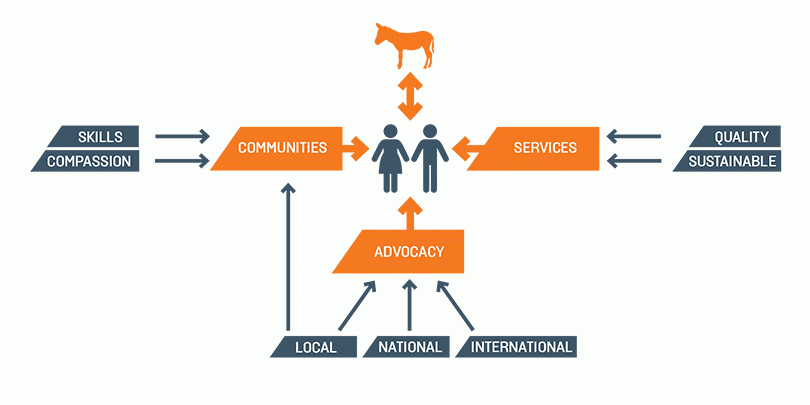 SKILLS
COMPASSION
COMMUNITIES
SERVICES
QUALITY
SUSTAINABLE
ADVOCACY
LOCAL
NATIONAL
INTERNATIONAL